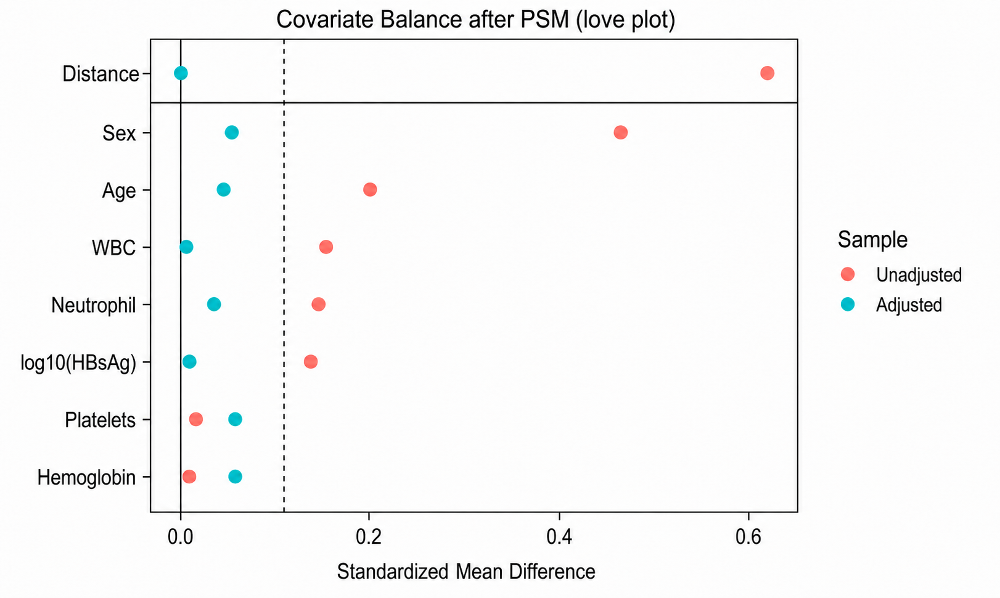 Covariate Balance after PSM (love plot)
Distance
Sex
Age
WBC
Neutrophil
log10(HBsAg)
Platelets
Hemoglobin
0.0 0.2 0.4 0.6
Standardized Mean Difference
Sample
Unadjusted
Adjusted